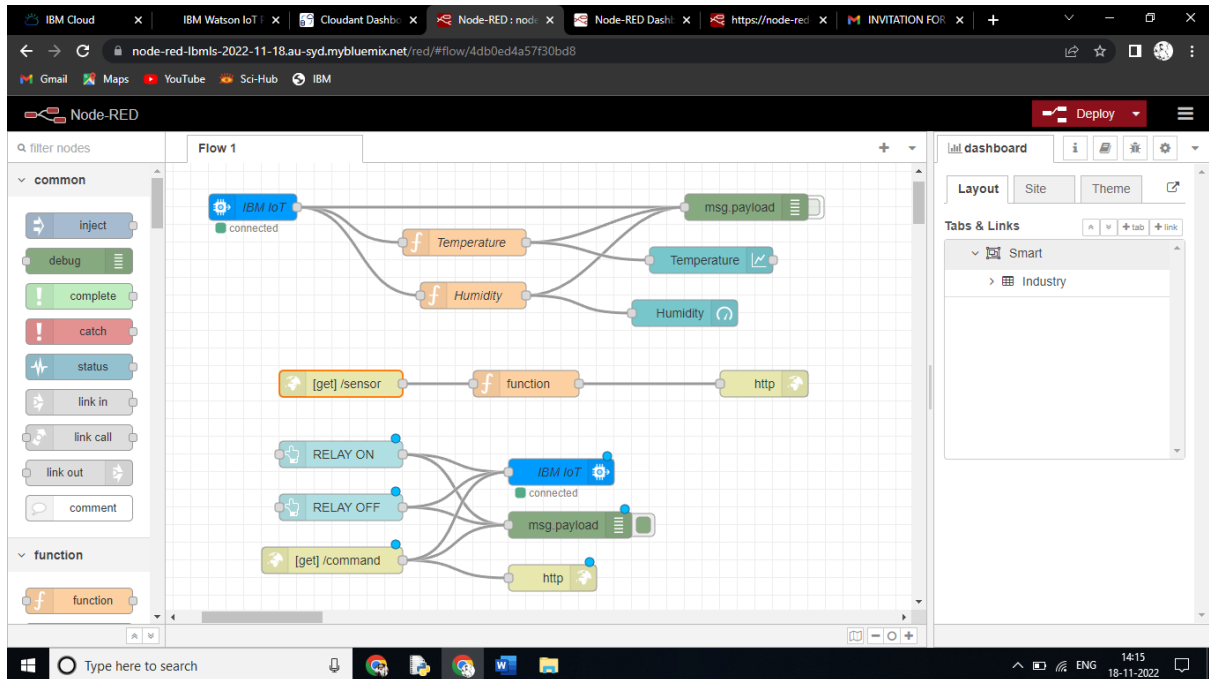 IBM Cloud
IBM Watson IoT P
Cloudant Dashbo
Node-RED : node
Node-RED Dash
https://node-red
INVITATION FOR
node-red-lbmls-2022-11-18.au-syd.mybluemix.net/red/#flow/4db0ed4a57f30bd8
Gmail Maps YouTube Sci-Hub IBM
Node-RED
Deploy
filter nodes
Flow 1
dashboard
common
inject
debug
complete
catch
status
link in
link call
link out
comment
function
function
IBM IoT
connected
msg.payload
Temperature
Temperature
Humidity
Humidity
[get] /sensor
function
http
RELAY ON
IBM IoT
connected
RELAY OFF
msg.payload
[get] /command
http
Layout
Site
Theme
Tabs & Links
+ tab
+ link
Smart
Industry
Type here to search
ENG
14:15
18-11-2022